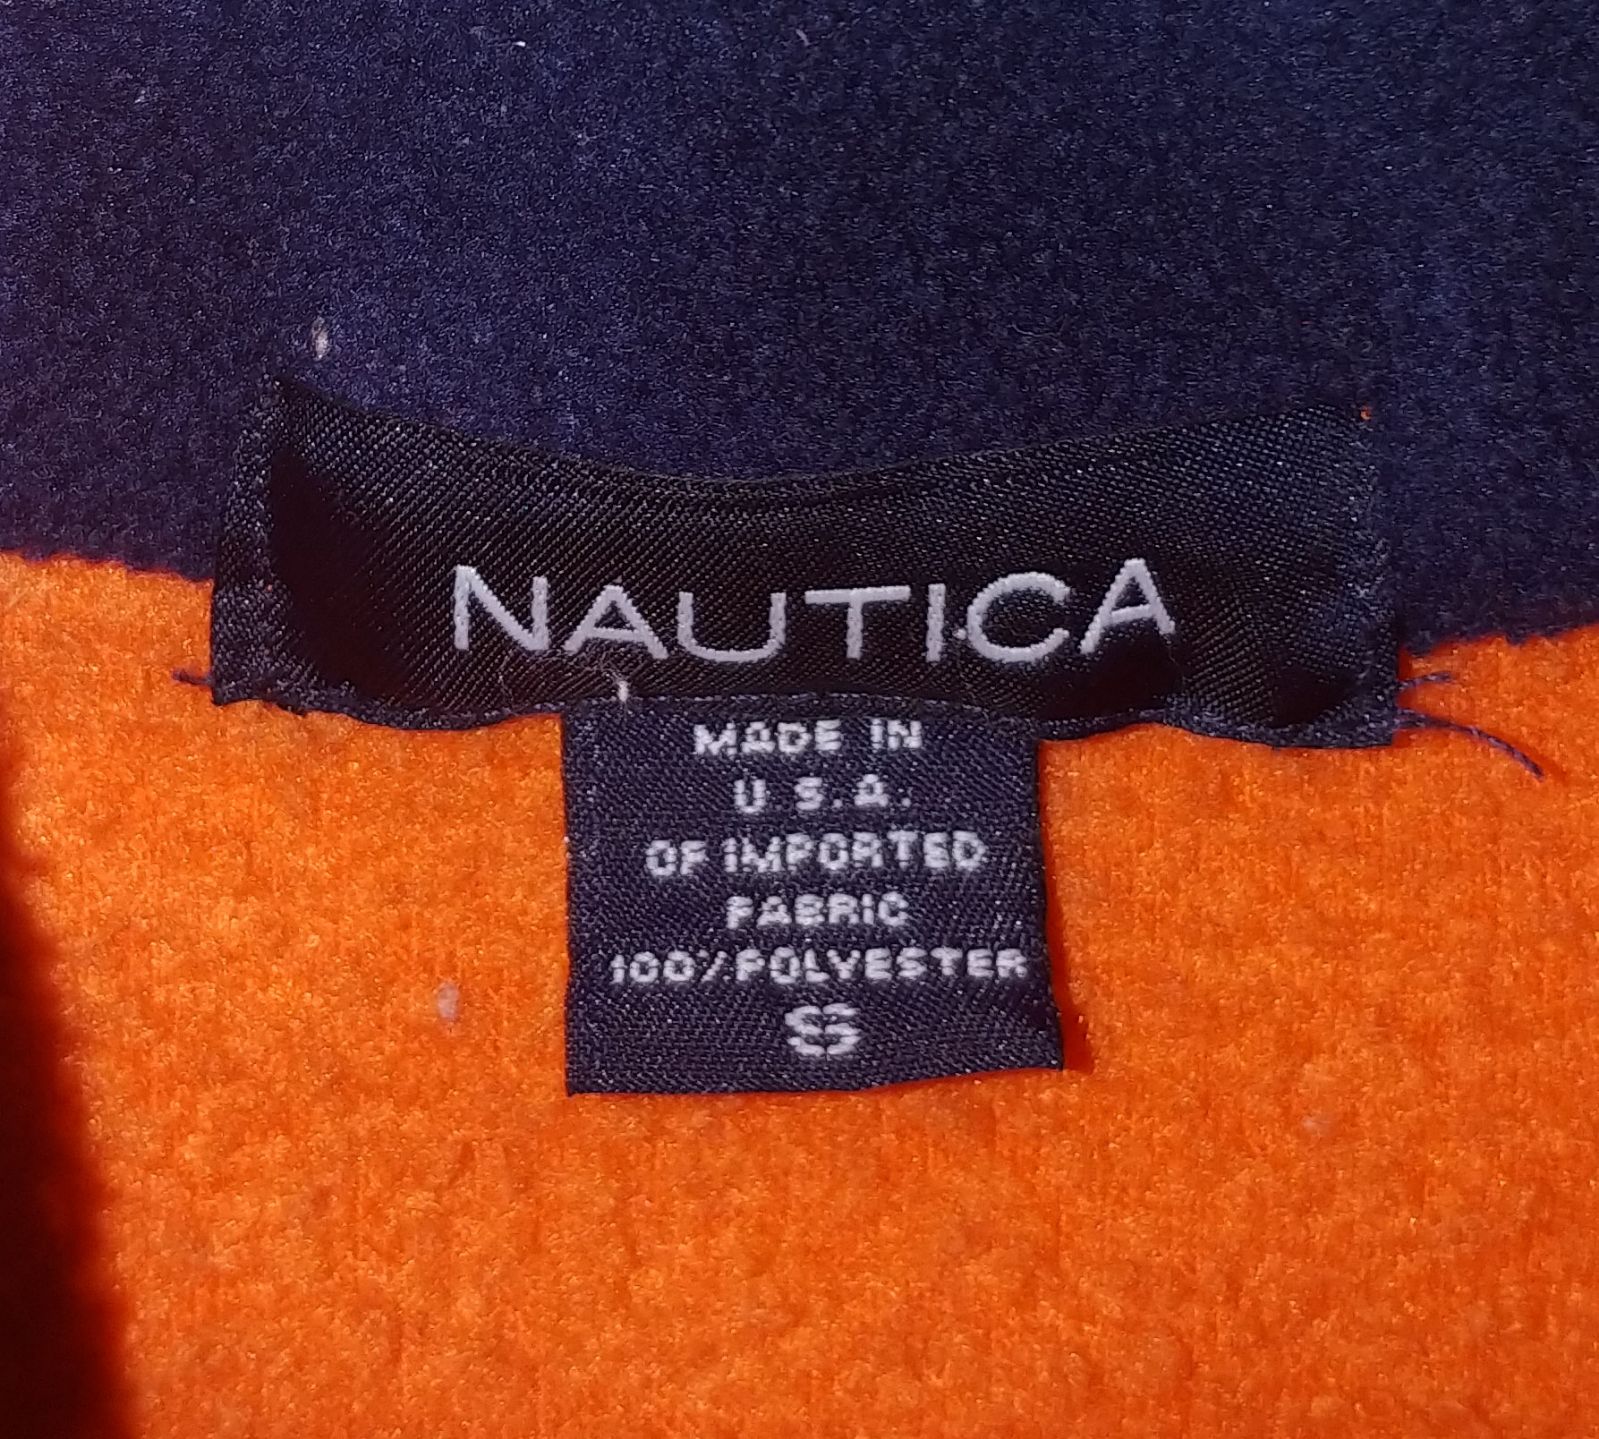 NAUTICA
MADE IN
U S.A.
OF IMPORTED
FABRIC
100%POLYESTER
S